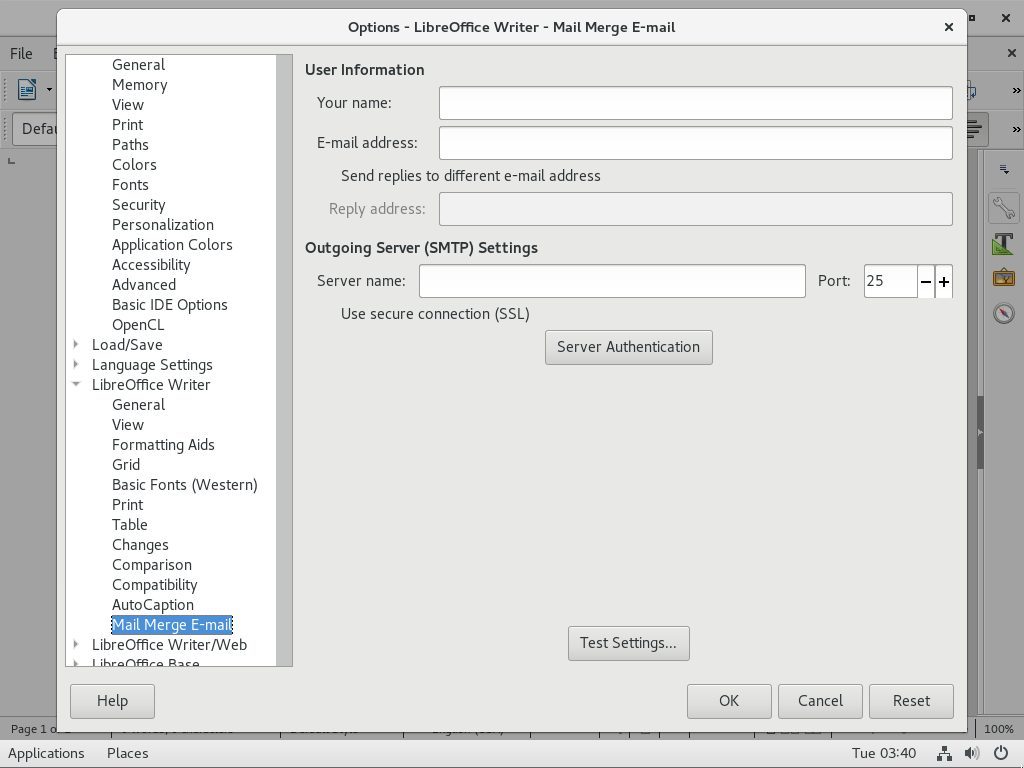 Options - LibreOffice Writer - Mail Merge E-mail
File
Defau
General
Memory
View
Print
Paths
Colors
Fonts
Security
Personalization
Application Colors
Accessibility
Advanced
Basic IDE Options
OpenCL
Load/Save
Language Settings
LibreOffice Writer
General
View
Formatting Aids
Grid
Basic Fonts (Western)
Print
Table
Changes
Comparison
Compatibility
AutoCaption
Mail Merge E-mail
LibreOffice Writer/Web
LibreOffice Base
User Information
Your name:
E-mail address:
Send replies to different e-mail address
Reply address:
Outgoing Server (SMTP) Settings
Server name:
Port: 25
Use secure connection (SSL)
Server Authentication
Test Settings...
Help OK Cancel Reset
Page 1 of 100%
Applications Places Tue 03:40